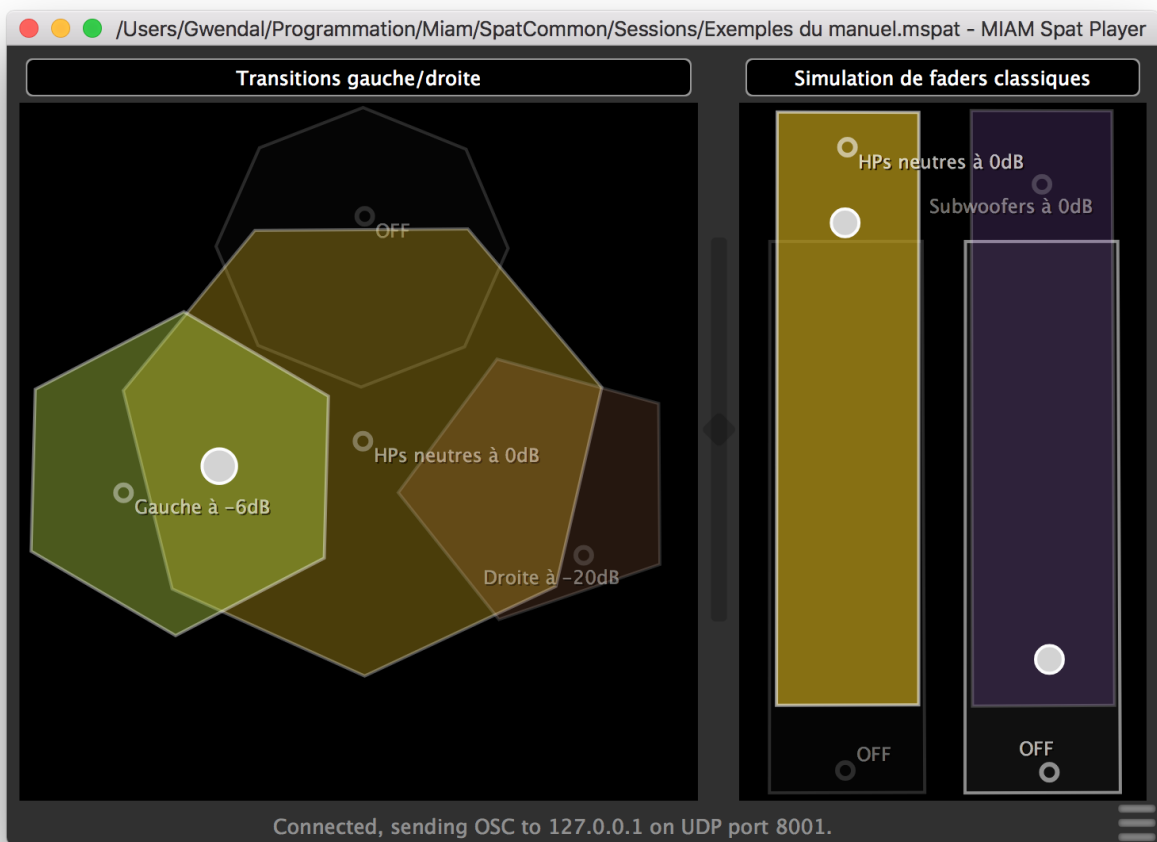 /Users/Gwendal/Programmation/Miam/SpatCommon/Sessions/Exemples du manuel.mspat - MIAM Spat Player
Transitions gauche/droite
OFF
HPs neutres à 0dB
Gauche à -6dB
Droite à -20dB
Simulation de faders classiques
HPs neutres à 0dB
Subwoofers à 0dB
OFF
OFF
Connected, sending OSC to 127.0.0.1 on UDP port 8001.